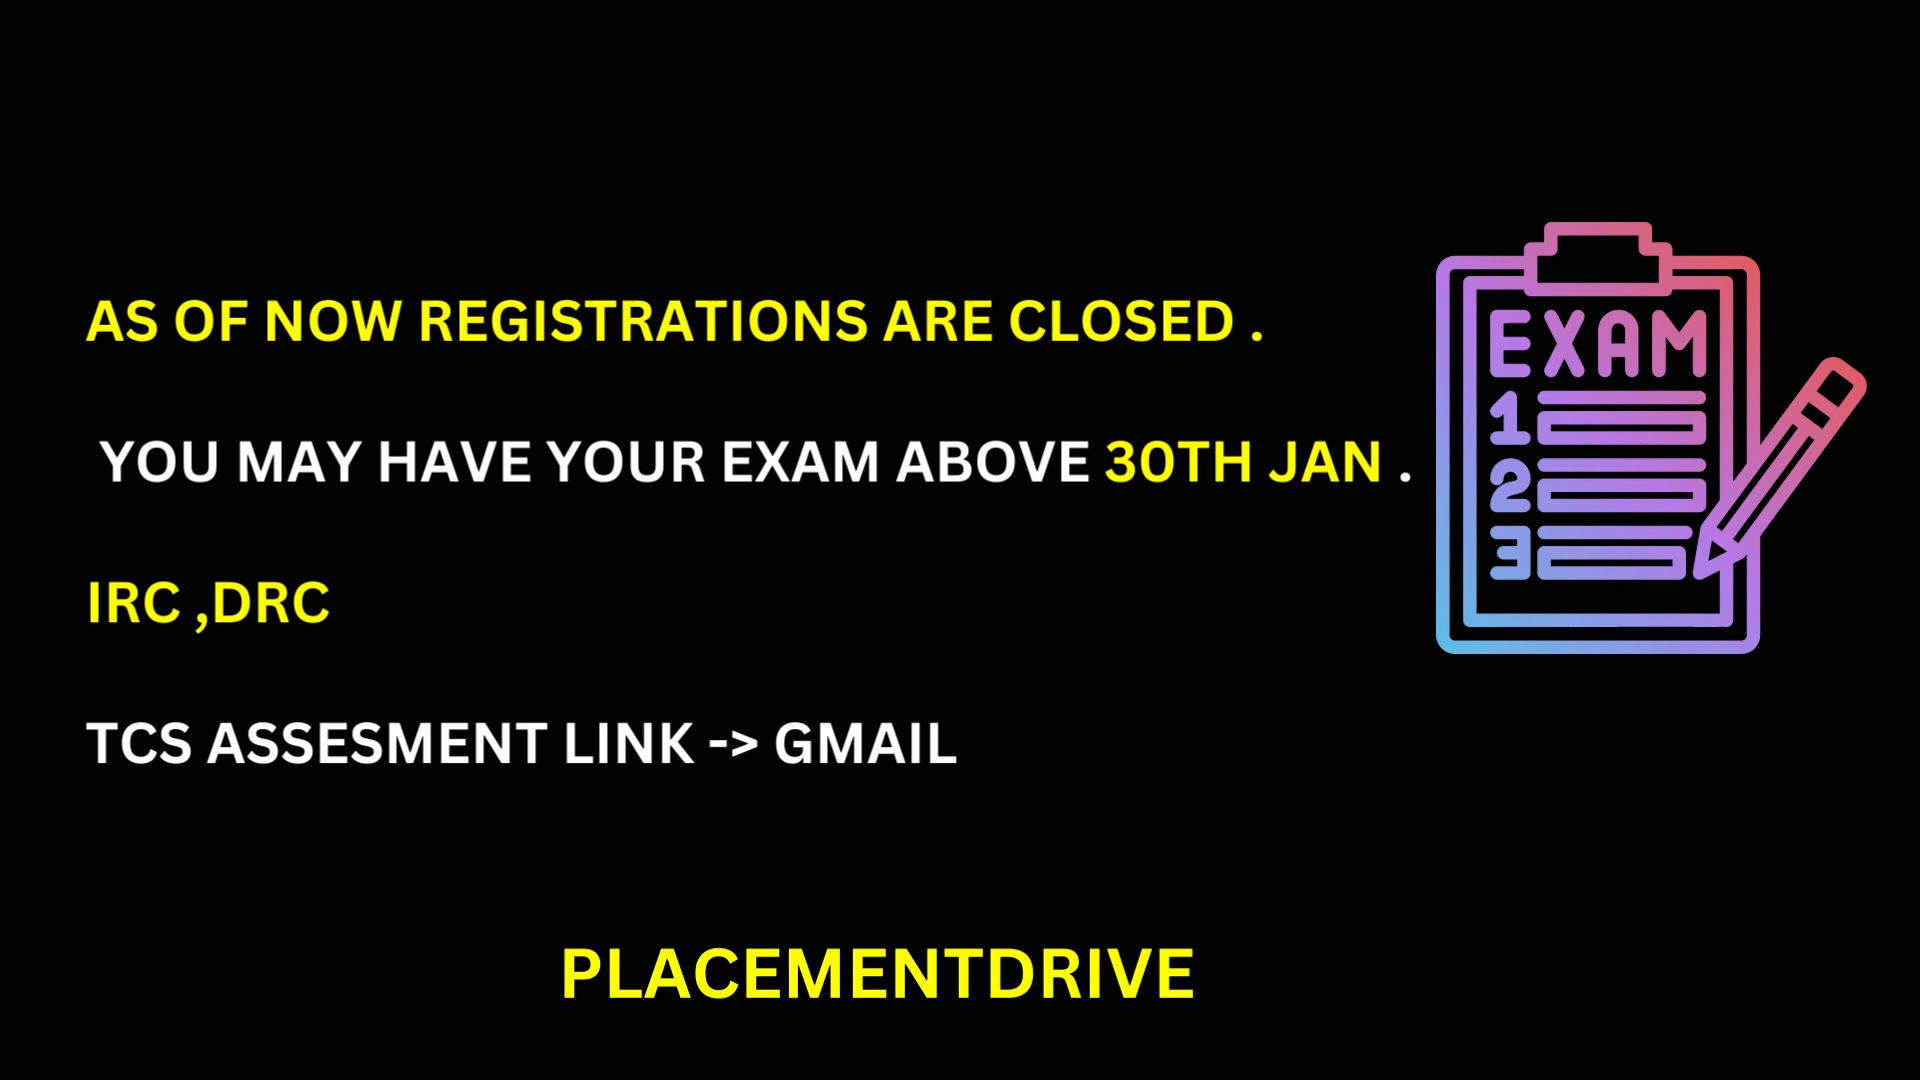 AS OF NOW REGISTRATIONS ARE CLOSED .
YOU MAY HAVE YOUR EXAM ABOVE 30TH JAN .
IRC ,DRC
TCS ASSESMENT LINK -> GMAIL
EXAM
1
2
3
PLACEMENTDRIVE